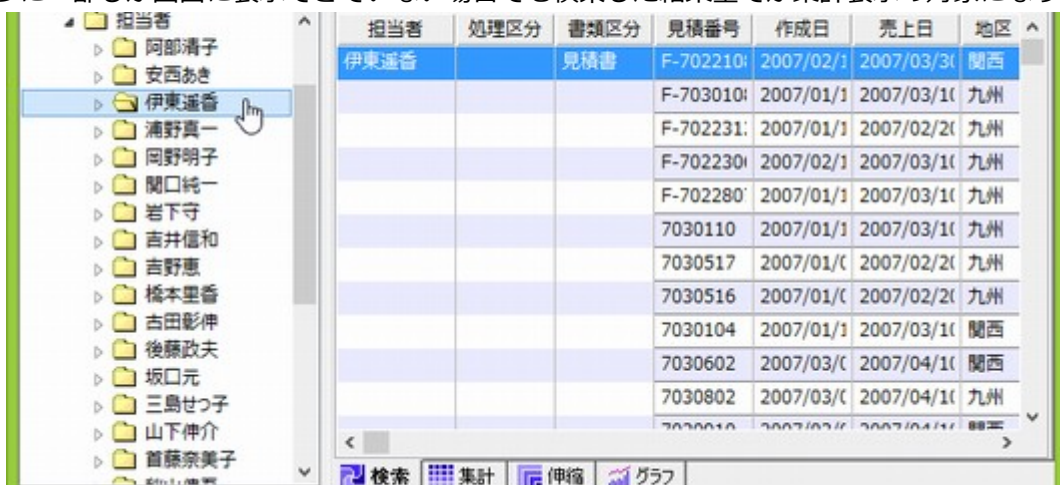 担当者
阿部清子
安西あき
伊東遥香
浦野真一
岡野明子
関口純一
岩下守
吉井信和
吉野恵
橋本里香
古田彰伸
後藤政夫
坂口元
三島せつ子
山下伸介
首藤奈美子
担当者 処理区分 書類区分 見積番号 作成日 売上日 地区
伊東遥香 見積書 F-702210 2007/02/1 2007/03/3 関西
F-703010 2007/01/1 2007/03/1 九州
F-702231 2007/01/1 2007/02/2 九州
F-702230 2007/02/1 2007/03/1 九州
F-702280 2007/01/1 2007/03/1 九州
7030110 2007/01/1 2007/03/1 九州
7030517 2007/01/ 2007/02/2 九州
7030516 2007/01/ 2007/02/2 九州
7030104 2007/01/1 2007/03/1 関西
7030602 2007/03/ 2007/04/1 関西
7030802 2007/03/ 2007/04/1 九州
検索 集計 伸縮 グラフ